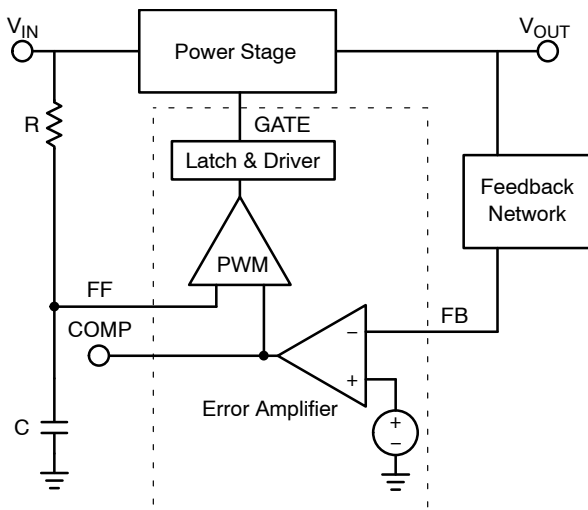 VIN
Power Stage
VOUT
R
GATE
Latch & Driver
Feedback
Network
PWM
FF
FB
COMP
−
+
Error Amplifier
+
−
C